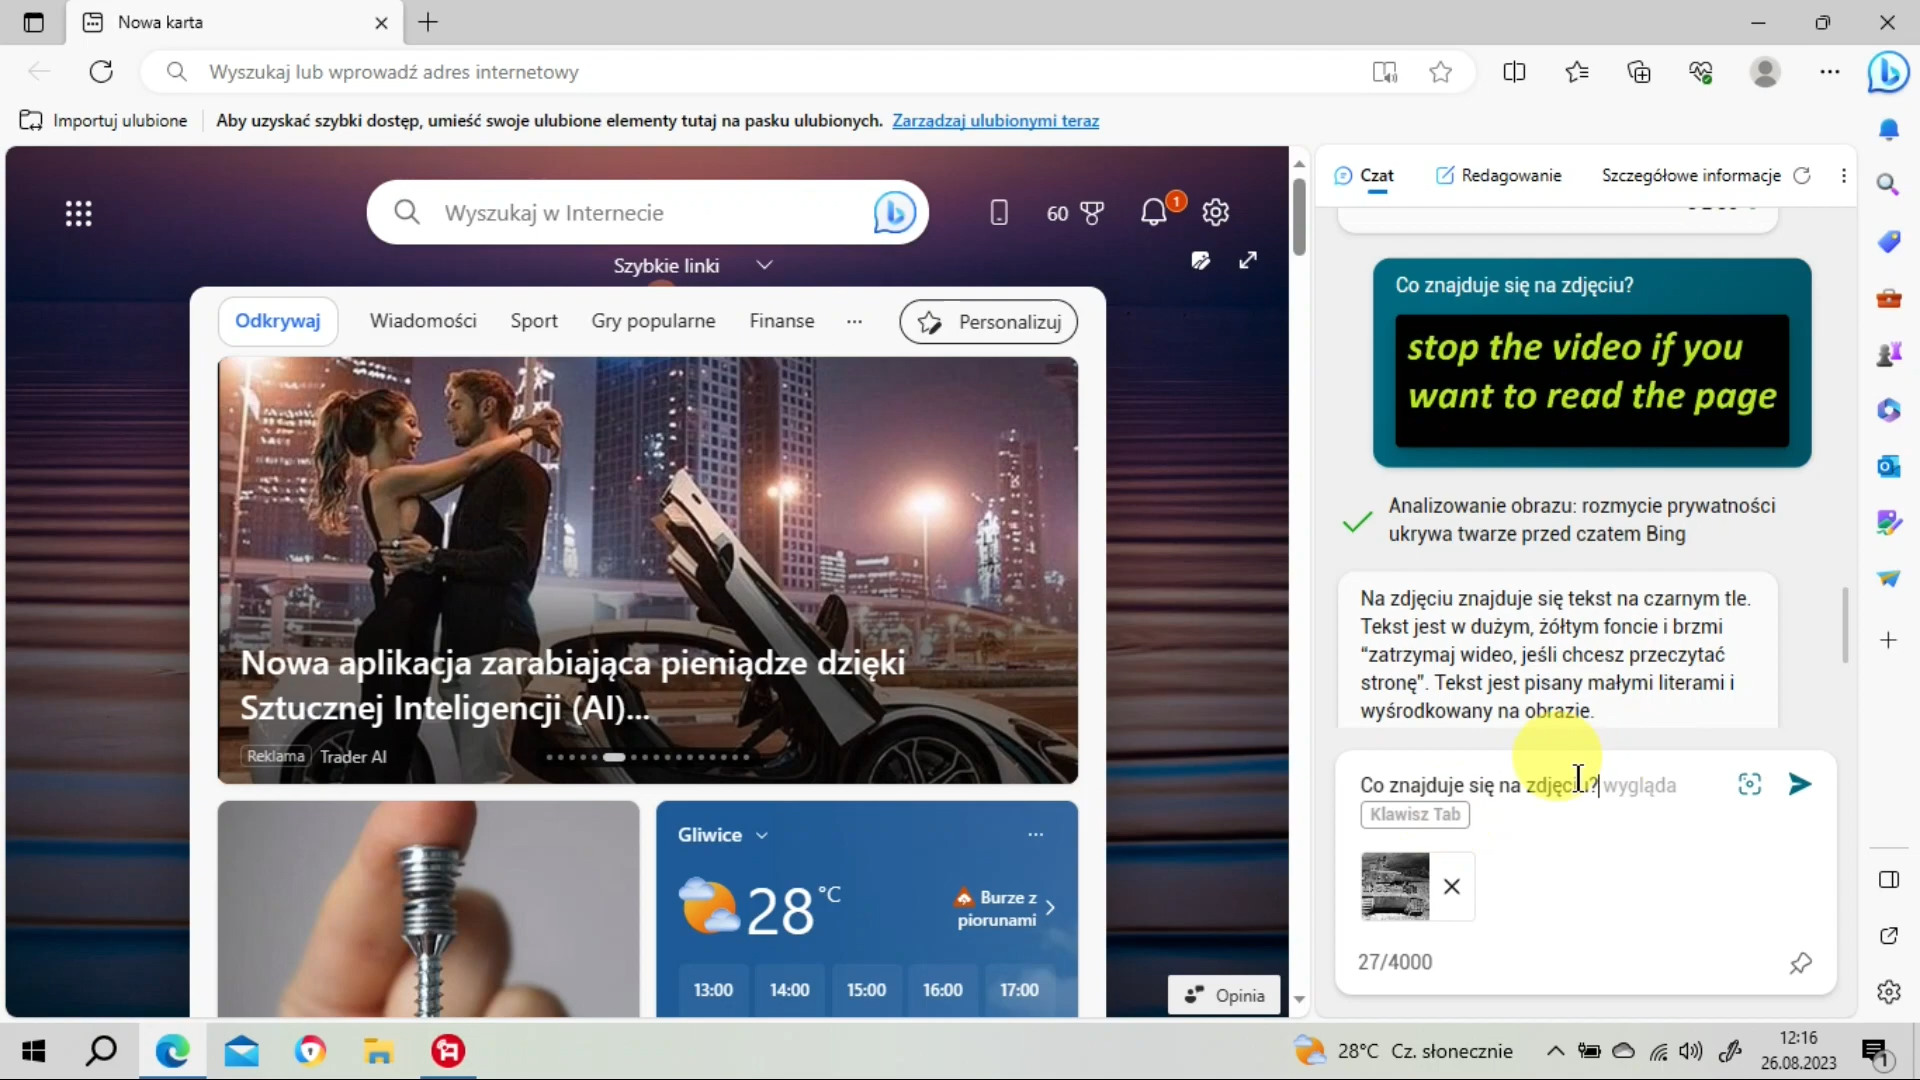 Nowa karta
Wyszukaj lub wprowadź adres internetowy
Importuj ulubione
Aby uzyskać szybki dostęp, umieść swoje ulubione elementy tutaj na pasku ulubionych. Zarządzaj ulubionymi teraz
Wyszukaj w Internecie
60
1
Szybkie linki
Odkrywaj Wiadomości Sport Gry popularne Finanse ... Personalizuj
Nowa aplikacja zarabiająca pieniądze dzięki
Sztucznej Inteligencji (AI)...
Reklama Trader AI
Gliwice
28 °C
Burze z
piorunami
13:00 14:00 15:00 16:00 17:00
Opinia
Czat Redagowanie Szczegółowe informacje
Co znajduje się na zdjęciu?
stop the video if you
want to read the page
Analizowanie obrazu: rozmycie prywatności
ukrywa twarze przed czatem Bing
Na zdjęciu znajduje się tekst na czarnym tle.
Tekst jest w dużym, żółtym foncie i brzmi
“zatrzymaj wideo, jeśli chcesz przeczytać
stronę”. Tekst jest pisany małymi literami i
wyśrodkowany na obrazie.
Co znajduje się na zdjęciu? wygląda
Klawisz Tab
27/4000
28°C Cz. słonecznie
12:16
26.08.2023
1